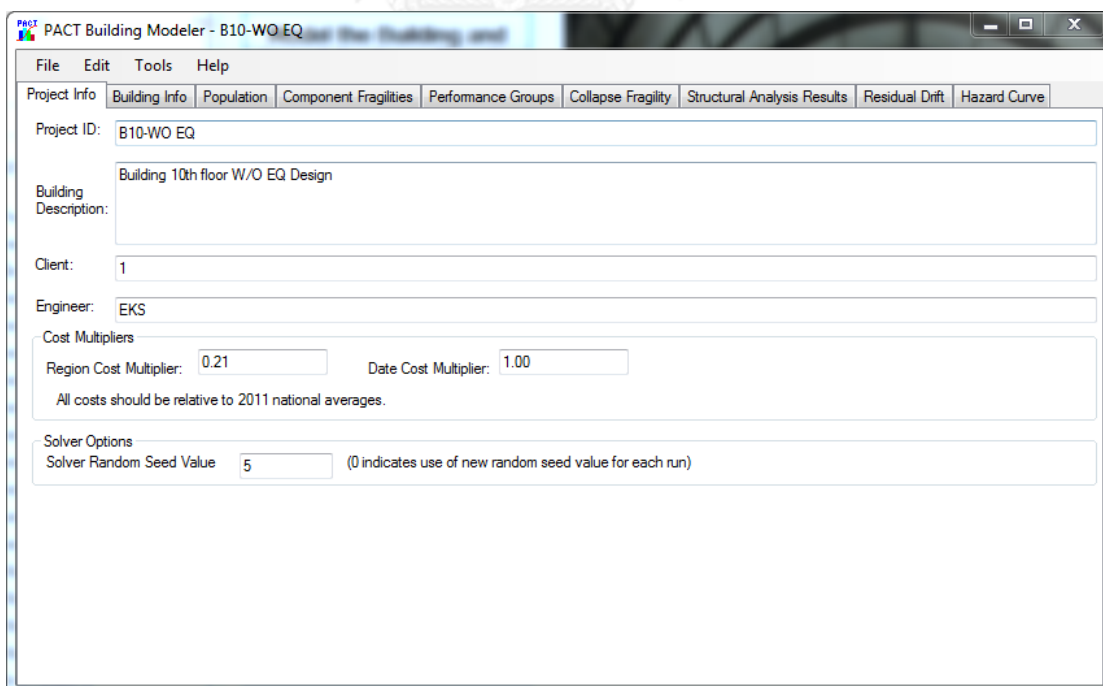 PACT PACT Building Modeler - B10-WO EQ
File Edit Tools Help
Project Info Building Info Population Component Fragilities Performance Groups Collapse Fragility Structural Analysis Results Residual Drift Hazard Curve
Project ID: B10-WO EQ
Building Description: Building 10th floor W/O EQ Design
Client: 1
Engineer: EKS
Cost Multipliers
Region Cost Multiplier: 0.21 Date Cost Multiplier: 1.00
All costs should be relative to 2011 national averages.
Solver Options
Solver Random Seed Value 5 (0 indicates use of new random seed value for each run)